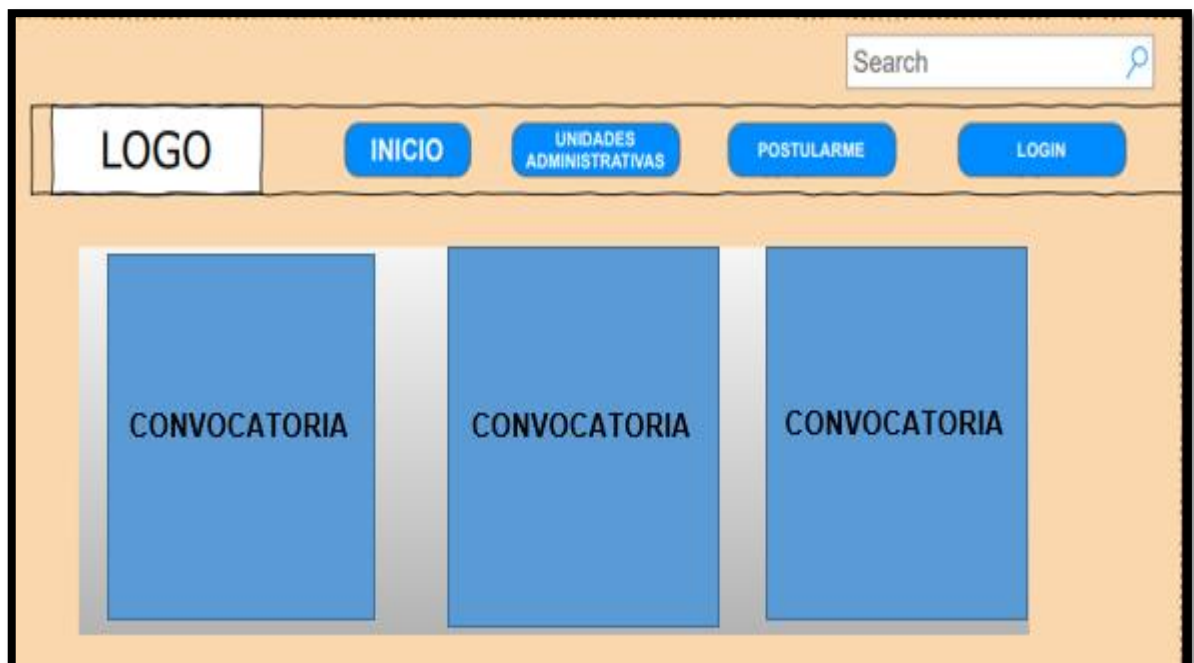 Search
LOGO
INICIO
UNIDADES
ADMINISTRATIVAS
POSTULARME
LOGIN
CONVOCATORIA
CONVOCATORIA
CONVOCATORIA